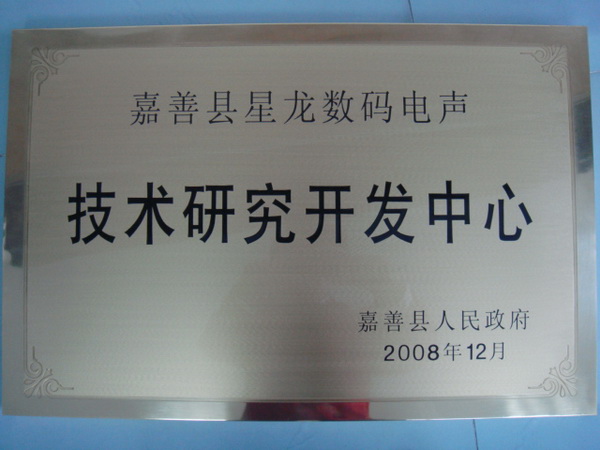 嘉善县星龙数码电声
技术研究开发中心
嘉善县人民政府
2008年12月